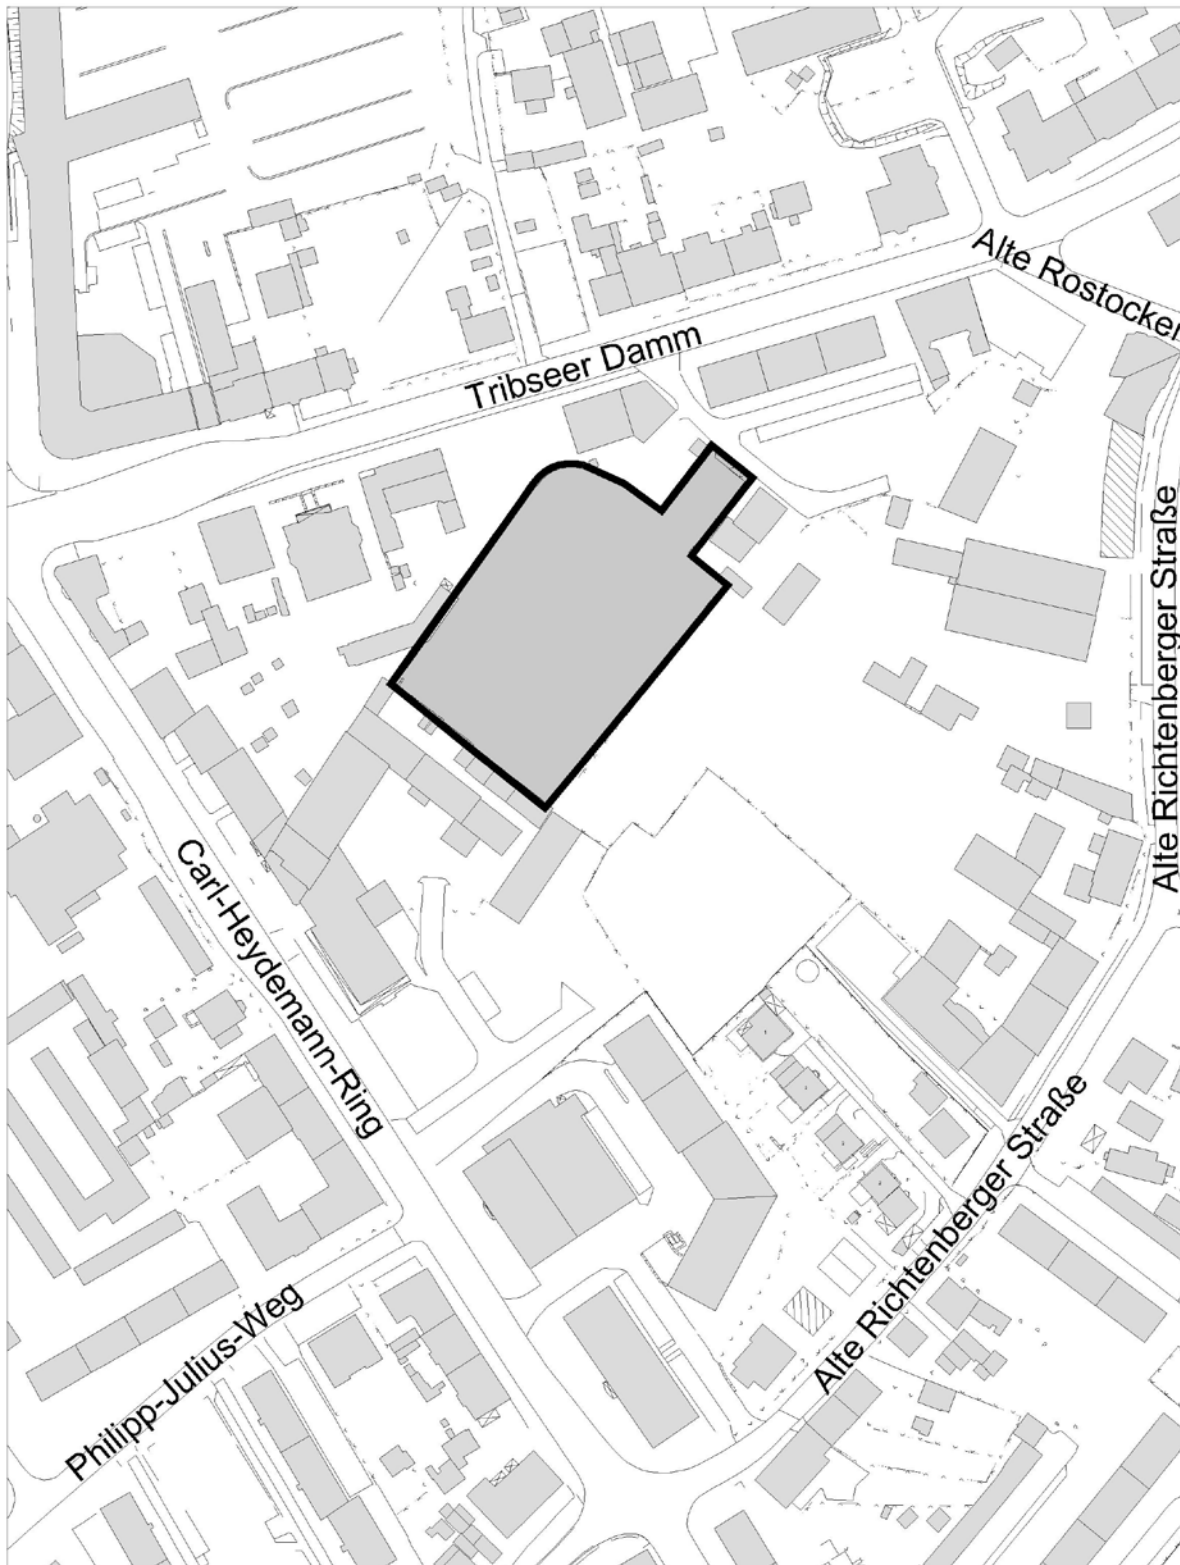 Alte Rostocker
Tribseer Damm
Alte Richtenberger Straße
Carl-Heydemann-Ring
Alte Richtenberger Straße
Philipp-Julius-Weg